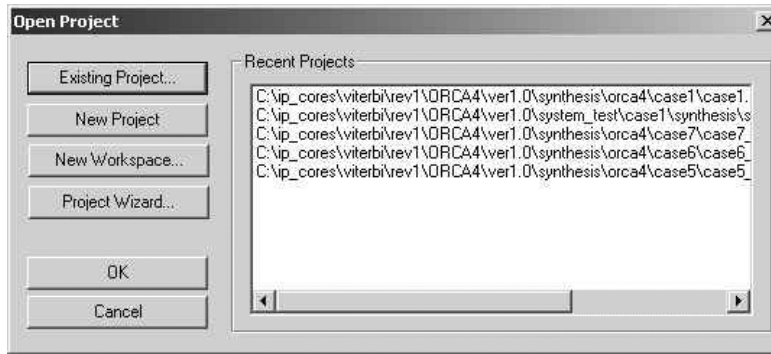 Open Project
Existing Project...
New Project
New Workspace...
Project Wizard...
OK
Cancel
Recent Projects
C:\ip_cores\viterbi\rev1\ORCA4\ver1.0\synthesis\orca4\case1\case1.
C:\ip_cores\viterbi\rev1\ORCA4\ver1.0\system_test\case1\synthesis\s
C:\ip_cores\viterbi\rev1\ORCA4\ver1.0\synthesis\orca4\case7\case7_
C:\ip_cores\viterbi\rev1\ORCA4\ver1.0\synthesis\orca4\case6\case6_
C:\ip_cores\viterbi\rev1\ORCA4\ver1.0\synthesis\orca4\case5\case5_